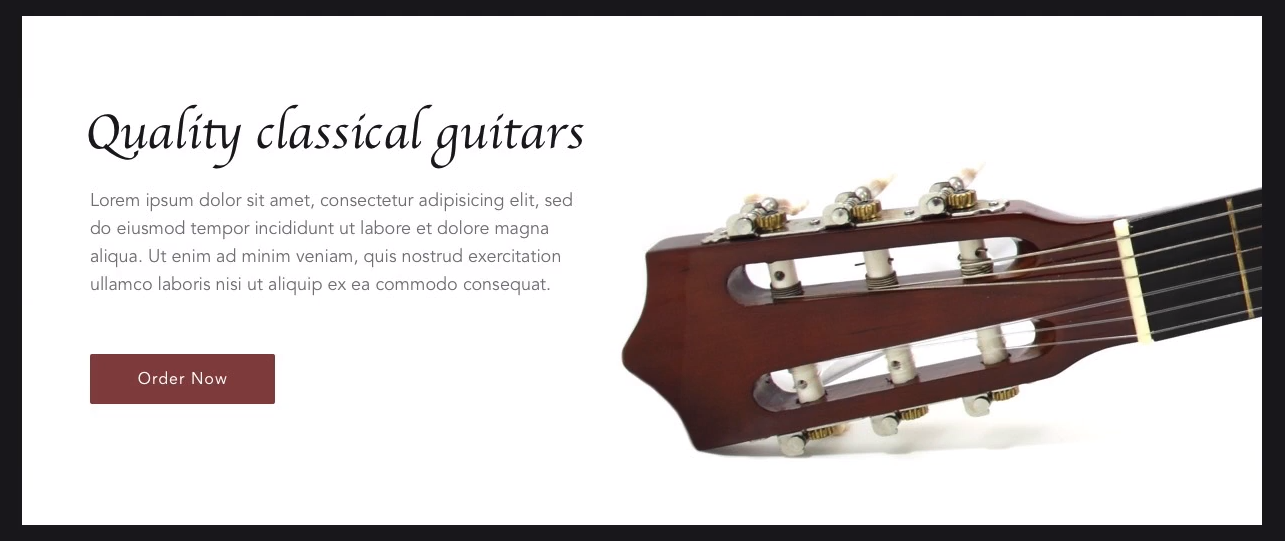 Quality classical guitars
Lorem ipsum dolor sit amet, consectetur adipisicing elit, sed
do eiusmod tempor incididunt ut labore et dolore magna
aliqua. Ut enim ad minim veniam, quis nostrud exercitation
ullamco laboris nisi ut aliquip ex ea commodo consequat.
Order Now